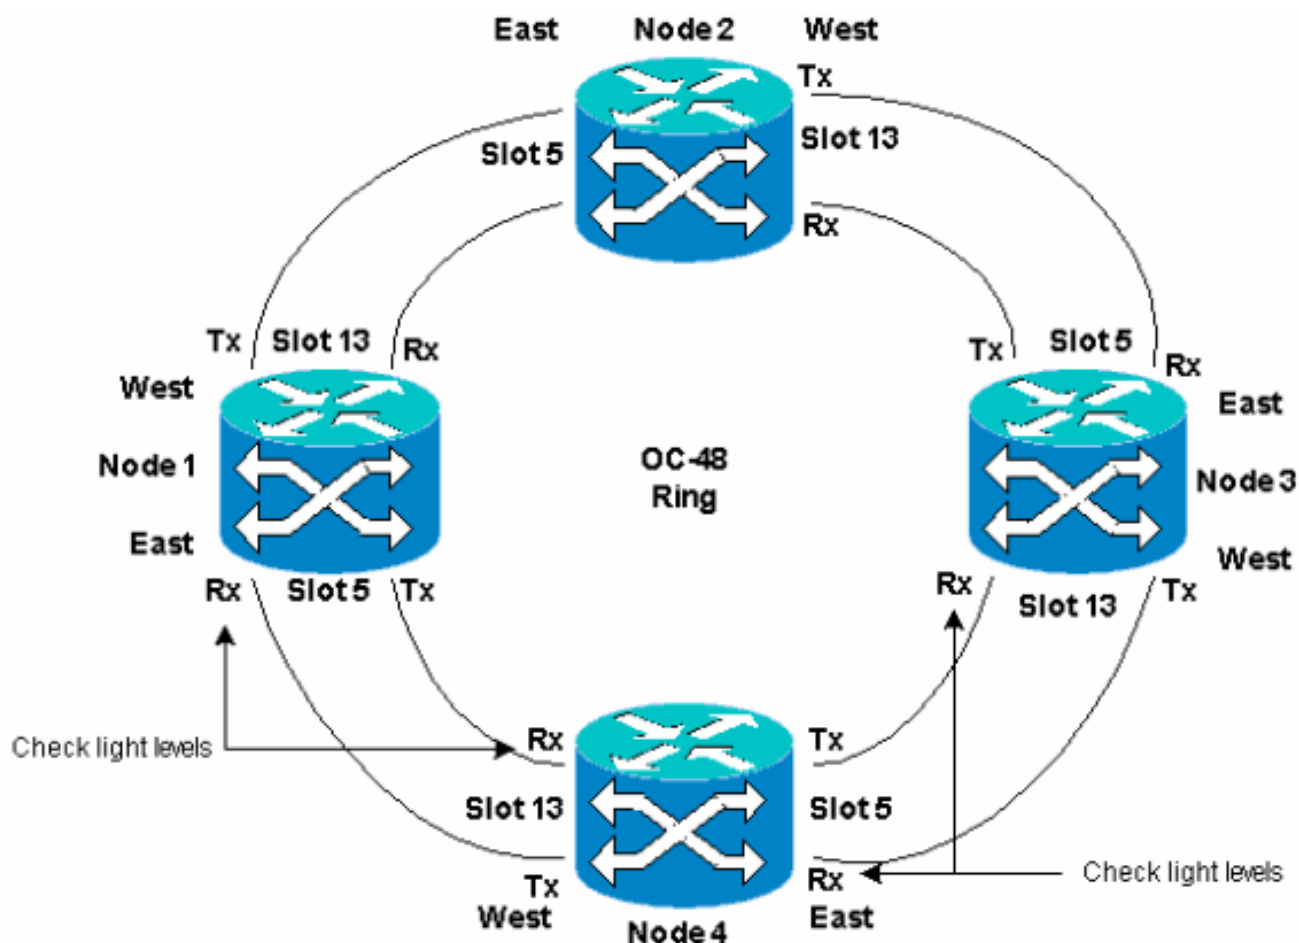 East
Node 2
West
Tx
Slot 5
Slot 13
Rx
Tx
Slot 13
Rx
Tx
Slot 5
Rx
West
East
Node 1
OC-48
Ring
Node 3
East
West
Rx
Slot 5
Tx
Rx
Slot 13
Tx
Check light levels
Rx
Tx
Slot 13
Slot 5
Tx
Rx
Check light levels
West
East
Node 4